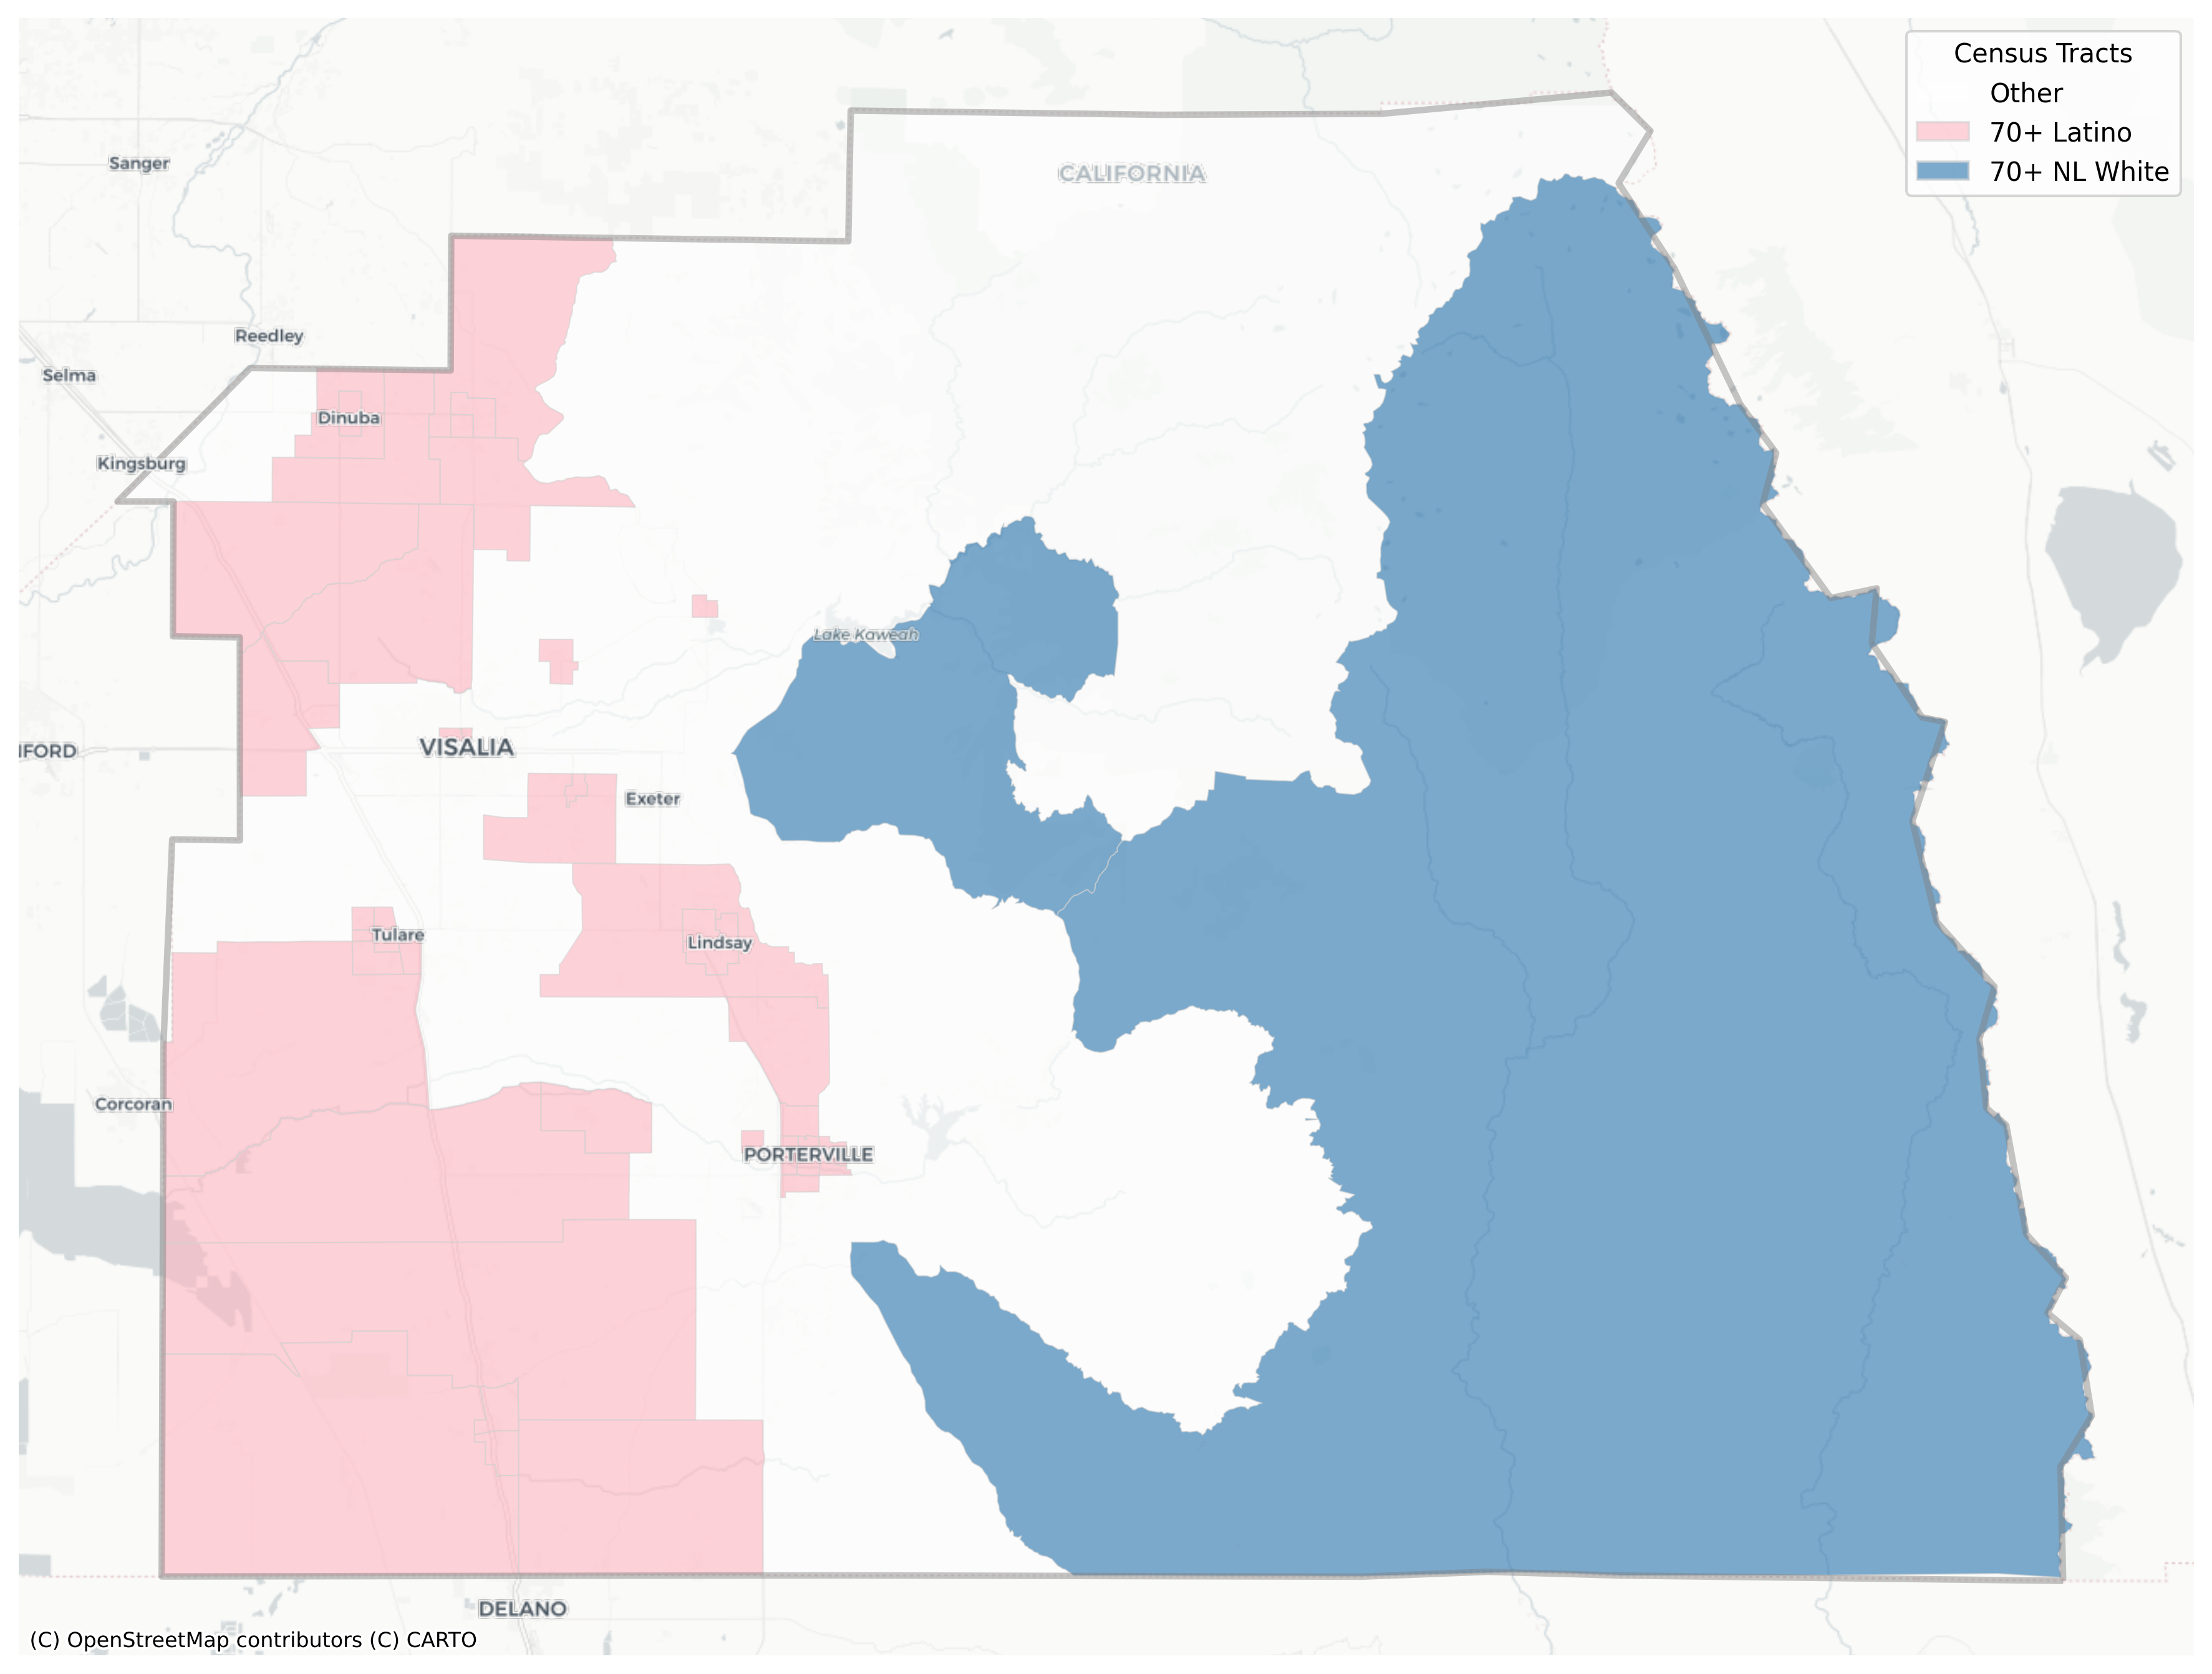 Census Tracts
Other
70+ Latino
70+ NL White
Sanger
CALIFORNIA
Reedley
Selma
Dinuba
Kingsburg
Lake Kaweah
IFORD
VISALIA
Exeter
Tulare
Lindsay
Corcoran
PORTERVILLE
DELANO
(C) OpenStreetMap contributors (C) CARTO